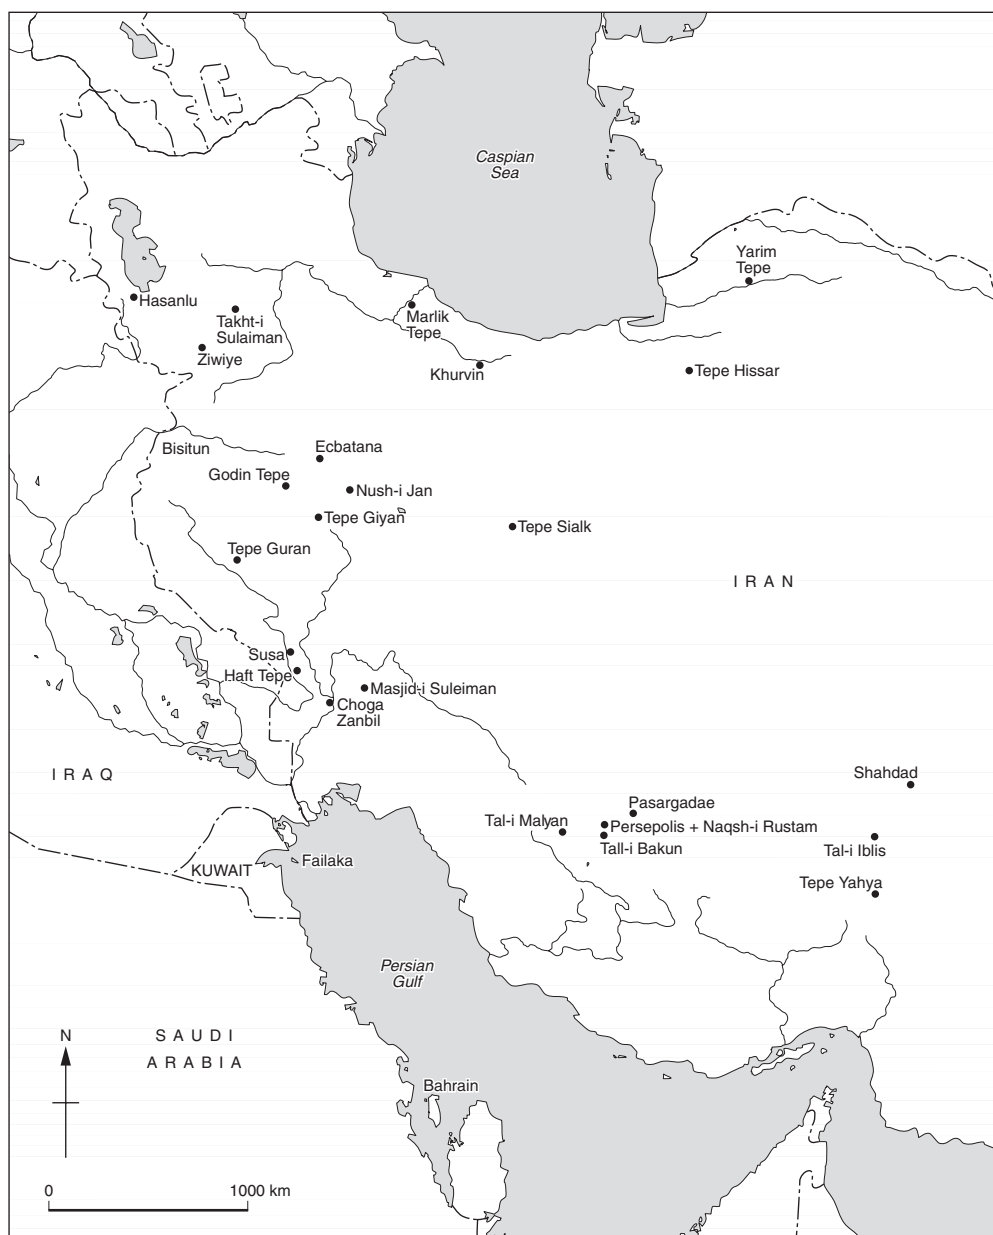 Caspian
Sea
Yarim
Tepe
Hasanlu
Takht-i
Sulaiman
Marlik
Tepe
Ziwiye
Khurvin
Tepe Hissar
Bisitun
Ecbatana
Godin Tepe
Nush-i Jan
Tepe Giyan
Tepe Sialk
Tepe Guran
I R A N
Susa
Haft Tepe
Masjid-i Suleiman
Choga
Zanbil
I R A Q
Shahdad
Pasargadae
Tal-i Malyan
Persepolis + Naqsh-i Rustam
Tall-i Bakun
Tal-i Iblis
Failaka
KUWAIT
Tepe Yahya
Persian
Gulf
N
S A U D I
A R A B I A
Bahrain
0 1000 km